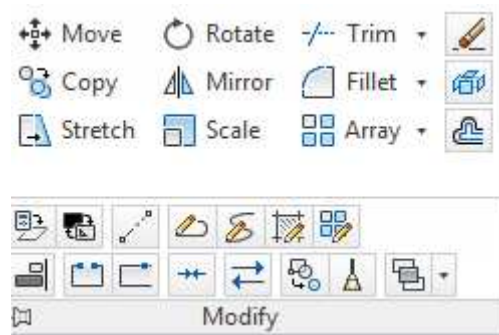 Move Rotate Trim
Copy Mirror Fillet
Stretch Scale Array
Modify